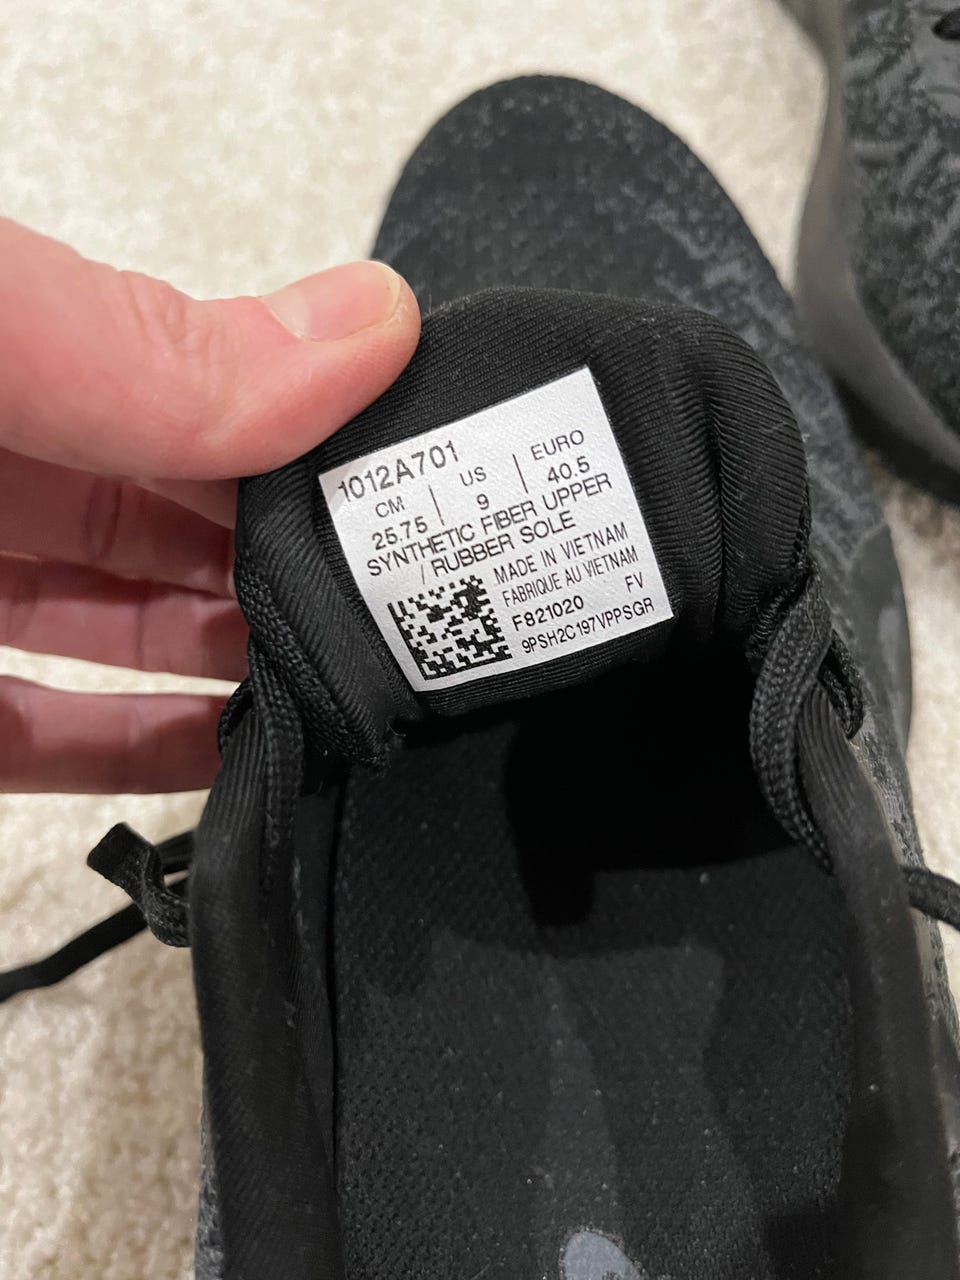 1012A701
CM | US | EURO
25.75 | 9 | 40.5
SYNTHETIC FIBER UPPER
/ RUBBER SOLE
MADE IN VIETNAM
FABRIQUE AU VIETNAM
F821020 FV
9PSH2C197VPPSGR